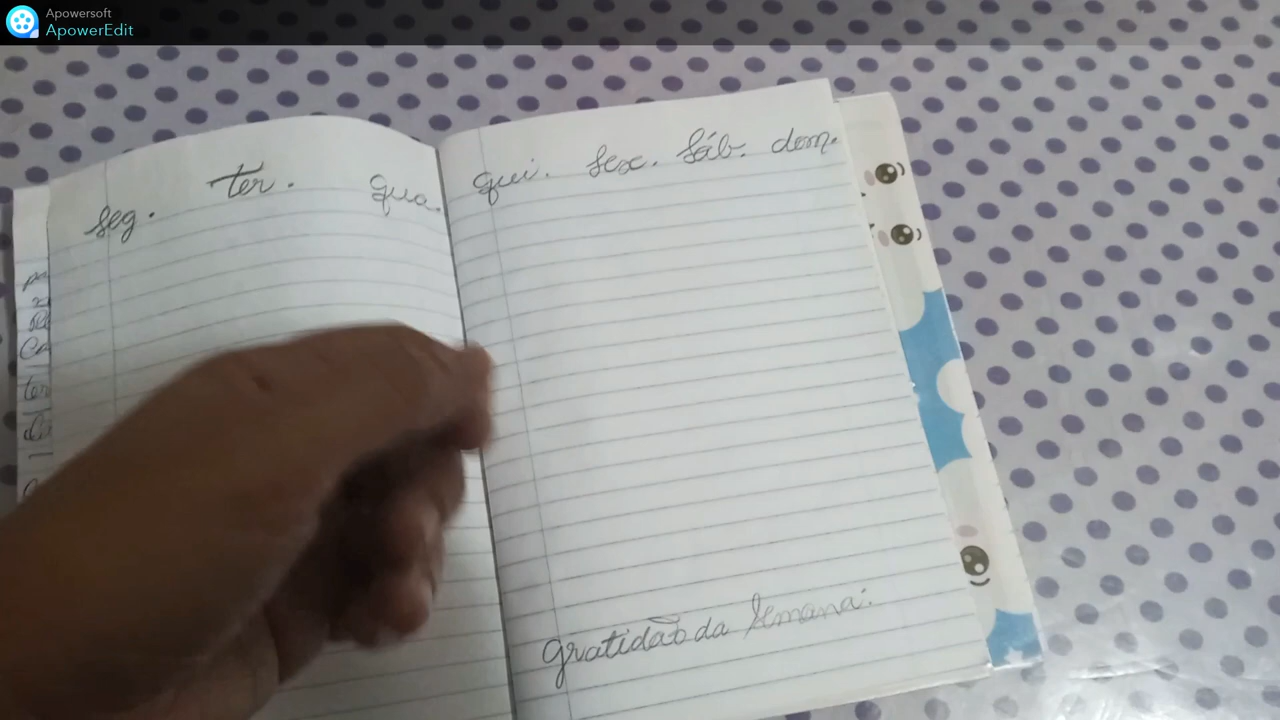 Apowersoft
ApowerEdit
seg. ter. qua.
qui. sex. sáb. dom.
Gratidão da semana: